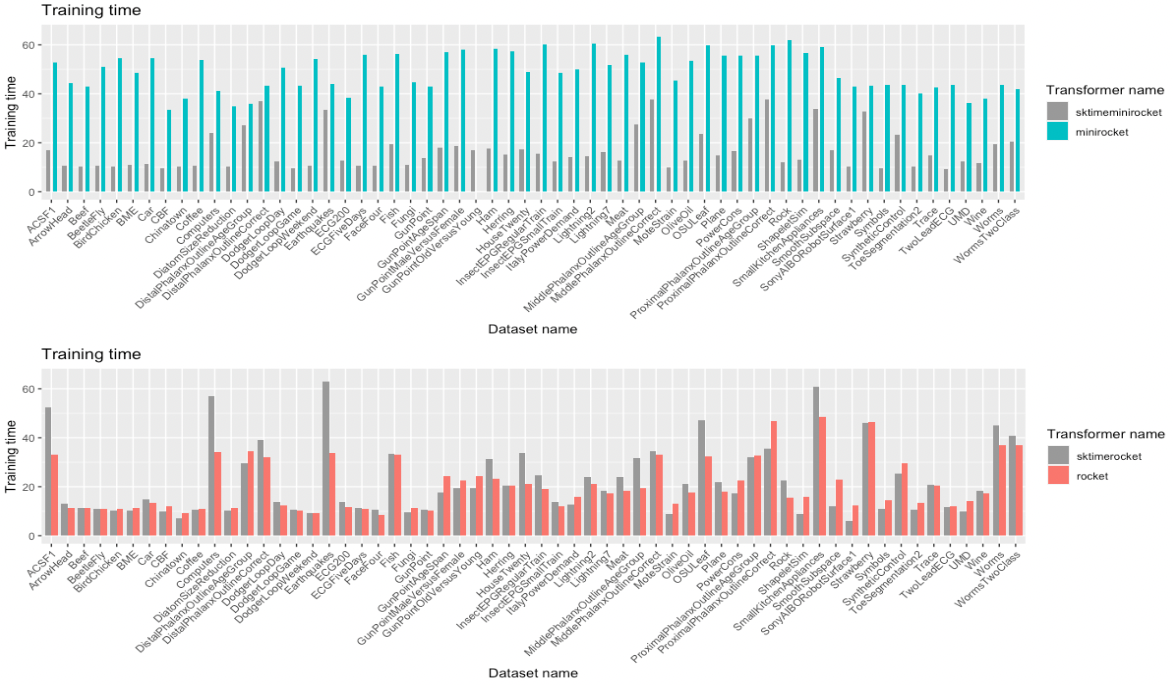 Training time
60
40
20
0
Training time
ACSF1
ArrowHead
Beef
BeetleFly
BirdChicken
BME
Car
CBF
Chinatown
Coffee
Computers
DiatomSizeReduction
DistalPhalanxOutlineAgeGroup
DistalPhalanxOutlineCorrect
DodgerLoopDay
DodgerLoopGame
DodgerLoopWeekend
Earthquakes
ECG200
ECGFiveDays
FaceFour
Fish
Fungi
GunPoint
GunPointAgeSpan
GunPointMaleVersusFemale
GunPointOldVersusYoung
Ham
Herring
HouseTwenty
InsectEPGRegularTrain
InsectEPGSmallTrain
ItalyPowerDemand
Lightning2
Lightning7
Meat
MiddlePhalanxOutlineAgeGroup
MiddlePhalanxOutlineCorrect
MoteStrain
OliveOil
OSULeaf
Plane
PowerCons
ProximalPhalanxOutlineAgeGroup
ProximalPhalanxOutlineCorrect
Rock
ShapeletSim
SmallKitchenAppliances
SmoothSubspace
SonyAIBORobotSurface1
Strawberry
Symbols
SyntheticControl
ToeSegmentation2
Trace
TwoLeadECG
UMD
Wine
Worms
WormsTwoClass
Dataset name
Transformer name
sktimeminirocket
minirocket
Training time
60
40
20
0
Training time
ACSF1
ArrowHead
Beef
BeetleFly
BirdChicken
BME
Car
CBF
Chinatown
Coffee
Computers
DiatomSizeReduction
DistalPhalanxOutlineAgeGroup
DistalPhalanxOutlineCorrect
DodgerLoopDay
DodgerLoopGame
DodgerLoopWeekend
Earthquakes
ECG200
ECGFiveDays
FaceFour
Fish
Fungi
GunPoint
GunPointAgeSpan
GunPointMaleVersusFemale
GunPointOldVersusYoung
Ham
Herring
HouseTwenty
InsectEPGRegularTrain
InsectEPGSmallTrain
ItalyPowerDemand
Lightning2
Lightning7
Meat
MiddlePhalanxOutlineAgeGroup
MiddlePhalanxOutlineCorrect
MoteStrain
OliveOil
OSULeaf
Plane
PowerCons
ProximalPhalanxOutlineAgeGroup
ProximalPhalanxOutlineCorrect
Rock
ShapeletSim
SmallKitchenAppliances
SmoothSubspace
SonyAIBORobotSurface1
Strawberry
Symbols
SyntheticControl
ToeSegmentation2
Trace
TwoLeadECG
UMD
Wine
Worms
WormsTwoClass
Dataset name
Transformer name
sktimerocket
rocket